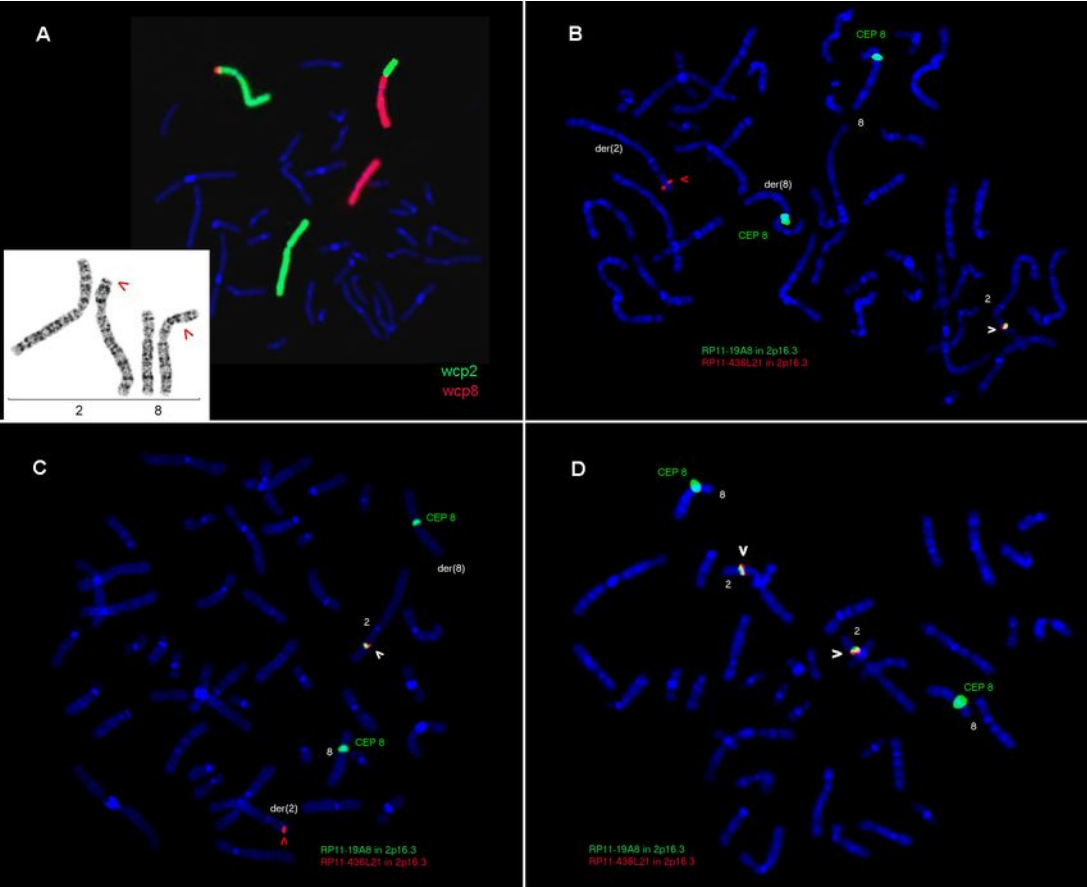 A
wcp2
wcp8
2 8
B
CEP 8
8
der(2)
der(8)
CEP 8
2
RP11-19A8 in 2p16.3
RP11-436L21 in 2p16.3
C
CEP 8
der(8)
2
8 CEP 8
der(2)
RP11-19A8 in 2p16.3
RP11-436L21 in 2p16.3
D
CEP 8
8
2
2
CEP 8
8
RP11-19A8 in 2p16.3
RP11-436L21 in 2p16.3